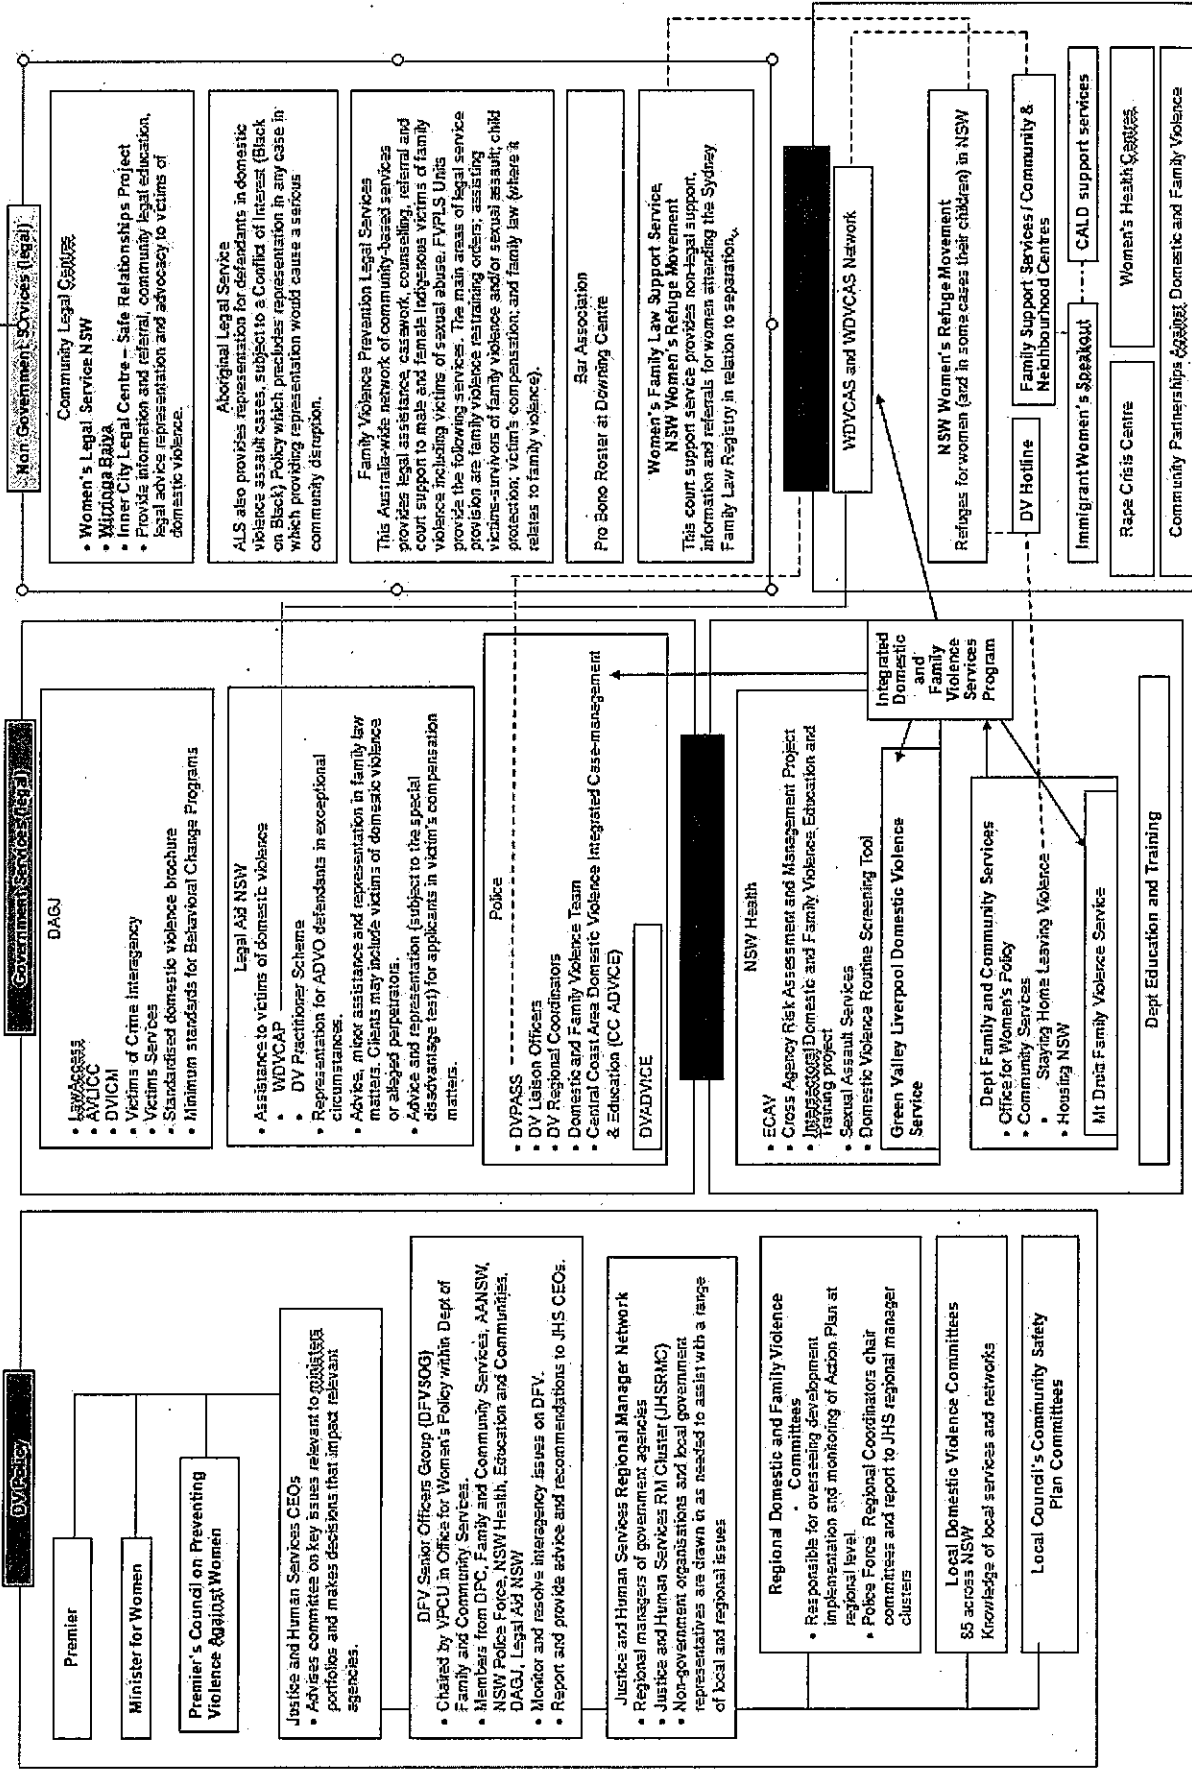 DV Policy
Premier
Minister for Women
Premier's Council on Preventing
Violence Against Women
Justice and Human Services CEOs
• Advises committee on key issues relevant to ministers
portfolios and makes decisions that impact relevant
agencies.
DFV Senior Officers Group (DFVSOG)
• Chaired by VPCU in Office for Women's Policy within Dept of
Family and Community Services.
• Members from DPC, Family and Community Services, AANSW,
NSW Police Force, NSW Health, Education and Communities,
DAGJ, Legal Aid NSW
• Monitor and resolve interagency issues on DFV.
• Report and provide advice and recommendations to JHS CEOs.
Justice and Human Services Regional Manager Network
• Regional managers of government agencies
• Justice and Human Services RM Cluster (JHSRMC)
• Non-government organisations and local government
representatives are drawn in as needed to assist with a range
of local and regional issues
Regional Domestic and Family Violence
• Committees
• Responsible for overseeing development
implementation and monitoring of Action Plan at
regional level.
• Police Force Regional Coordinators chair
committees and report to JHS regional manager
clusters
Local Domestic Violence Committees
85 across NSW
Knowledge of local services and networks
Local Council's Community Safety
Plan Committees
Government Services (legal)
DAGJ
• LawAccess
• AVLICC
• DVICM
• Victims of Crime Interagency
• Victims Services
• Standardised domestic violence brochure
• Minimum standards for Behavioral Change Programs
Legal Aid NSW
• Assistance to victims of domestic violence
• WDVCAP
• DV Practitioner Scheme
• Representation for ADVO defendants in exceptional
circumstances.
• Advice, minor assistance and representation in family law
matters. Clients may include victims of domestic violence
or alleged perpetrators.
• Advice and representation (subject to the special
disadvantage test) for applicants in victim's compensation
matters.
Police
• DVPASS
• DV Liaison Officers
• DV Regional Coordinators
• Domestic and Family Violence Team
• Central Coast Area Domestic Violence Integrated Case-management
& Education (CC ADVICE)
DVADVICE
NSW Health
• ECAV
• Cross Agency Risk Assessment and Management Project
• Intersectoral Domestic and Family Violence Education and
Training project
• Sexual Assault Services
• Domestic Violence Routine Screening Tool
Green Valley Liverpool Domestic Violence
Service
Integrated
Domestic
and
Family
Violence
Services
Program
Dept Family and Community Services
• Office for Women's Policy
• Community Services
• Staying Home Leaving Violence
• Housing NSW
Mt Druitt Family Violence Service
Dept Education and Training
Non Government Services (legal)
Community Legal Centres
• Women's Legal Service NSW
• Wirringa Baiya
• Inner City Legal Centre – Safe Relationships Project
• Provide information and referral, community legal education,
legal advice representation and advocacy to victims of
domestic violence.
Aboriginal Legal Service
ALS also provides representation for defendants in domestic
violence assault cases, subject to a Conflict of Interest (Black
on Black) Policy which precludes representation in any case in
which providing representation would cause a serious
community disruption.
Family Violence Prevention Legal Services
This Australia-wide network of community-based services
provides legal assistance, casework, counselling, referral and
court support to male and female Indigenous victims of family
violence including victims of sexual abuse. FVPLS Units
provide the following services. The main areas of legal service
provision are family violence restraining orders; assisting
victims-survivors of family violence and/or sexual assault; child
protection; victim's compensation; and family law (where it
relates to family violence).
Bar Association
Pro Bono Roster at Downing Centre
Women's Family Law Support Service,
NSW Women's Refuge Movement
This court support service provides non-legal support,
information and referrals for women attending the Sydney
Family Law Registry in relation to separation.
WDVCAS and WDVCAS Network
NSW Women's Refuge Movement
Refuges for women (and in some cases their children) in NSW
DV Hotline
Family Support Services / Community &
Neighbourhood Centres
Immigrant Women's Speakout
CALD support services
Rape Crisis Centre
Women's Health Centres
Community Partnerships Against Domestic and Family Violence